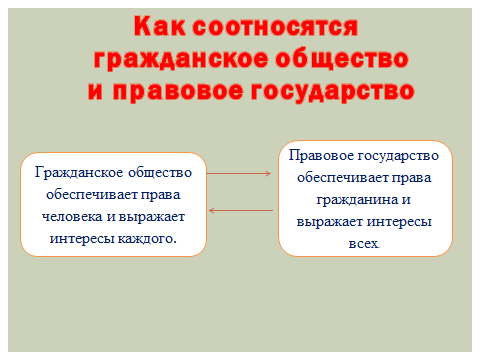 Как соотносятся
гражданское общество
и правовое государство
Гражданское общество
обеспечивает права
человека и выражает
интересы каждого.
Правовое государство
обеспечивает права
гражданина и
выражает интересы
всех.